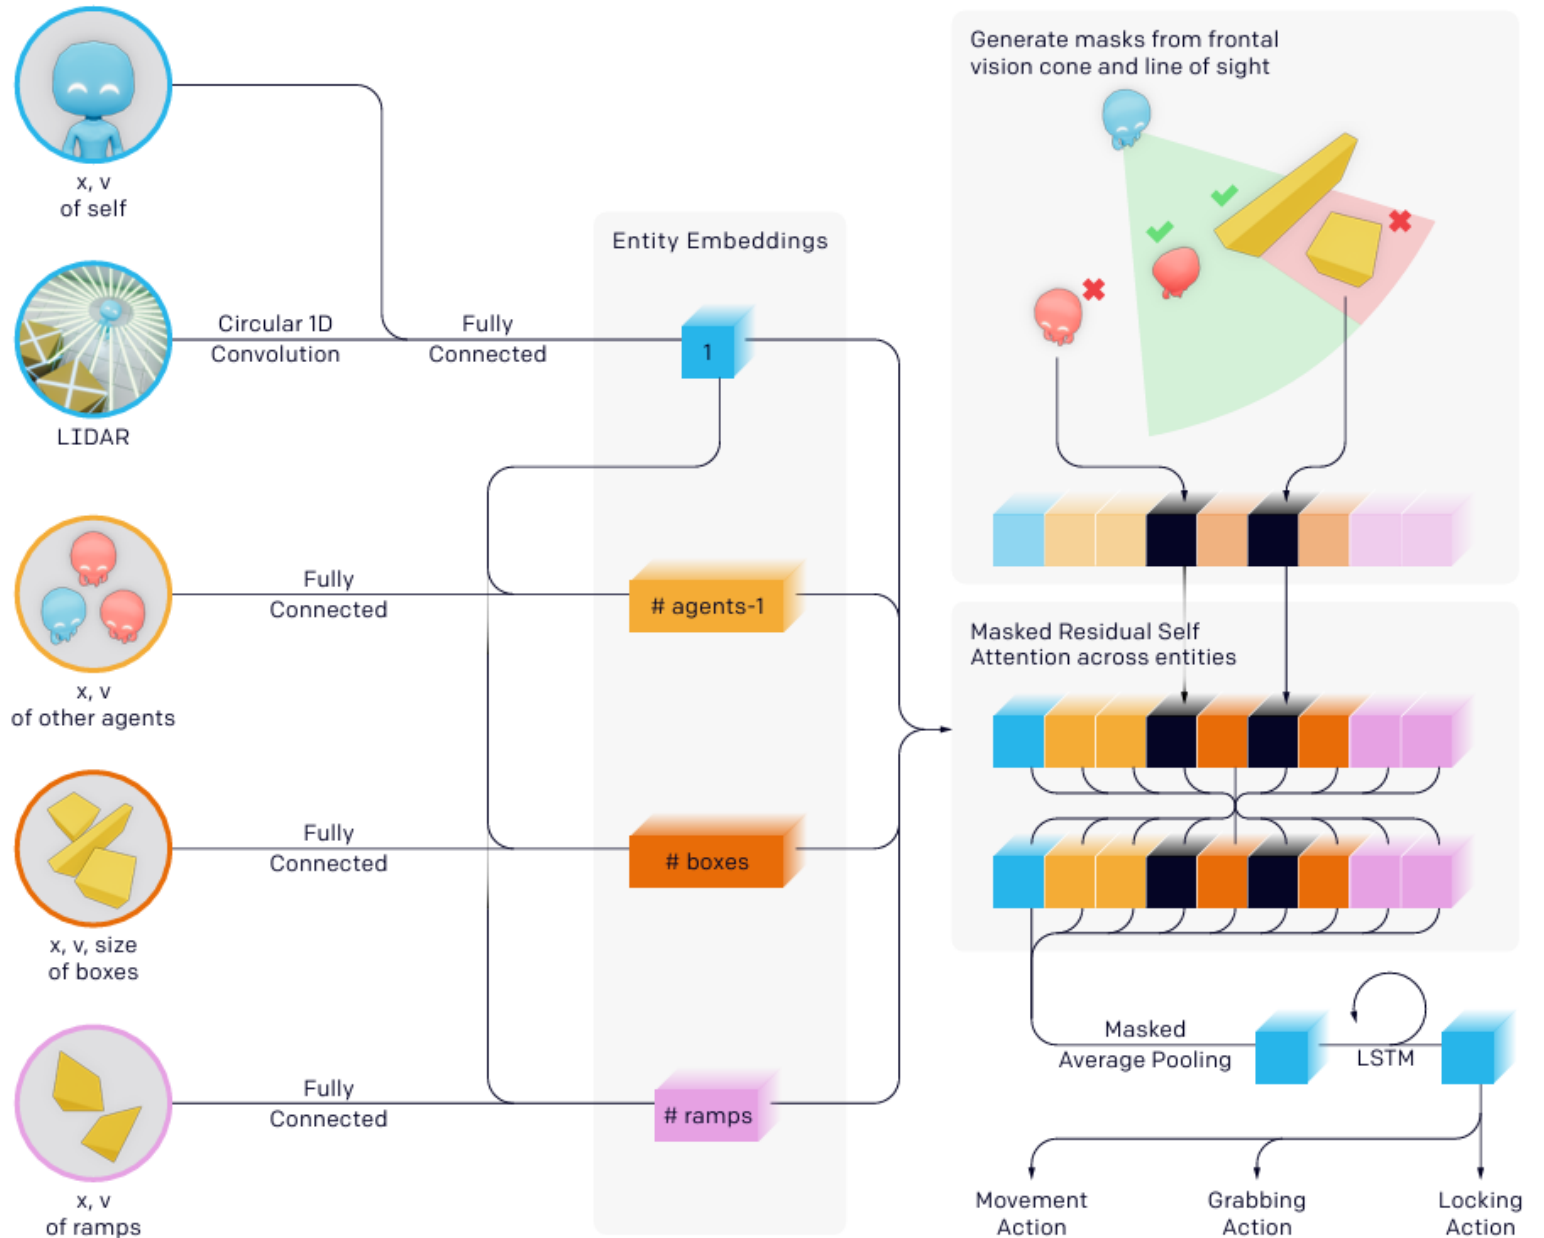 x, v
of self
LIDAR
Circular 1D
Convolution
Fully
Connected
x, v
of other agents
Fully
Connected
x, v, size
of boxes
Fully
Connected
x, v
of ramps
Fully
Connected
Entity Embeddings
1
# agents-1
# boxes
# ramps
Generate masks from frontal
vision cone and line of sight
Masked Residual Self
Attention across entities
Masked
Average Pooling
LSTM
Movement
Action
Grabbing
Action
Locking
Action